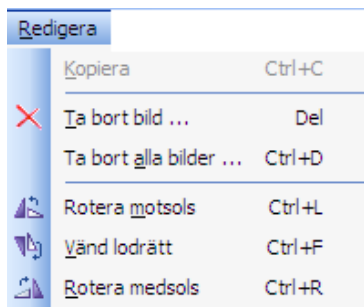 Redigera
Kopiera Ctrl+C
Ta bort bild ... Del
Ta bort alla bilder ... Ctrl+D
Rotera motsols Ctrl+L
Vänd lodrätt Ctrl+F
Rotera medsols Ctrl+R